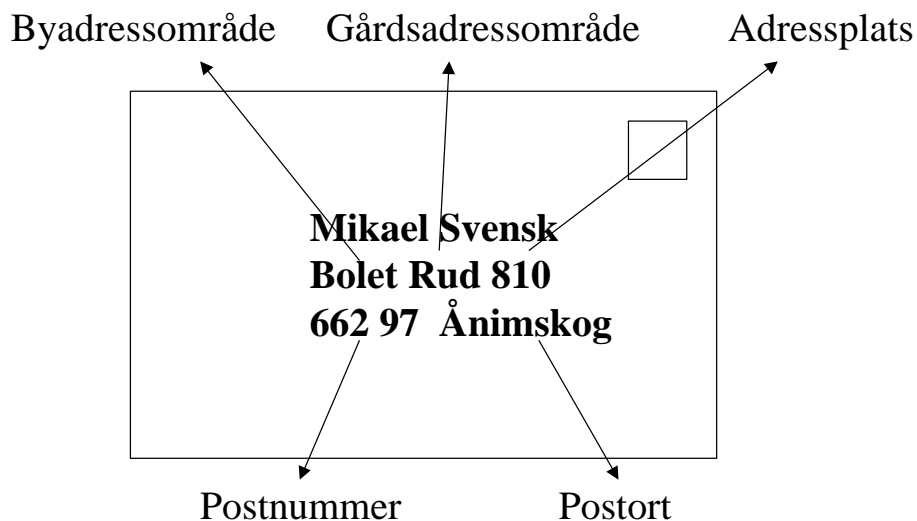 Byadressområde Gårdsadressområde Adressplats
Mikael Svensk
Bolet Rud 810
662 97 Ånimskog
Postnummer Postort